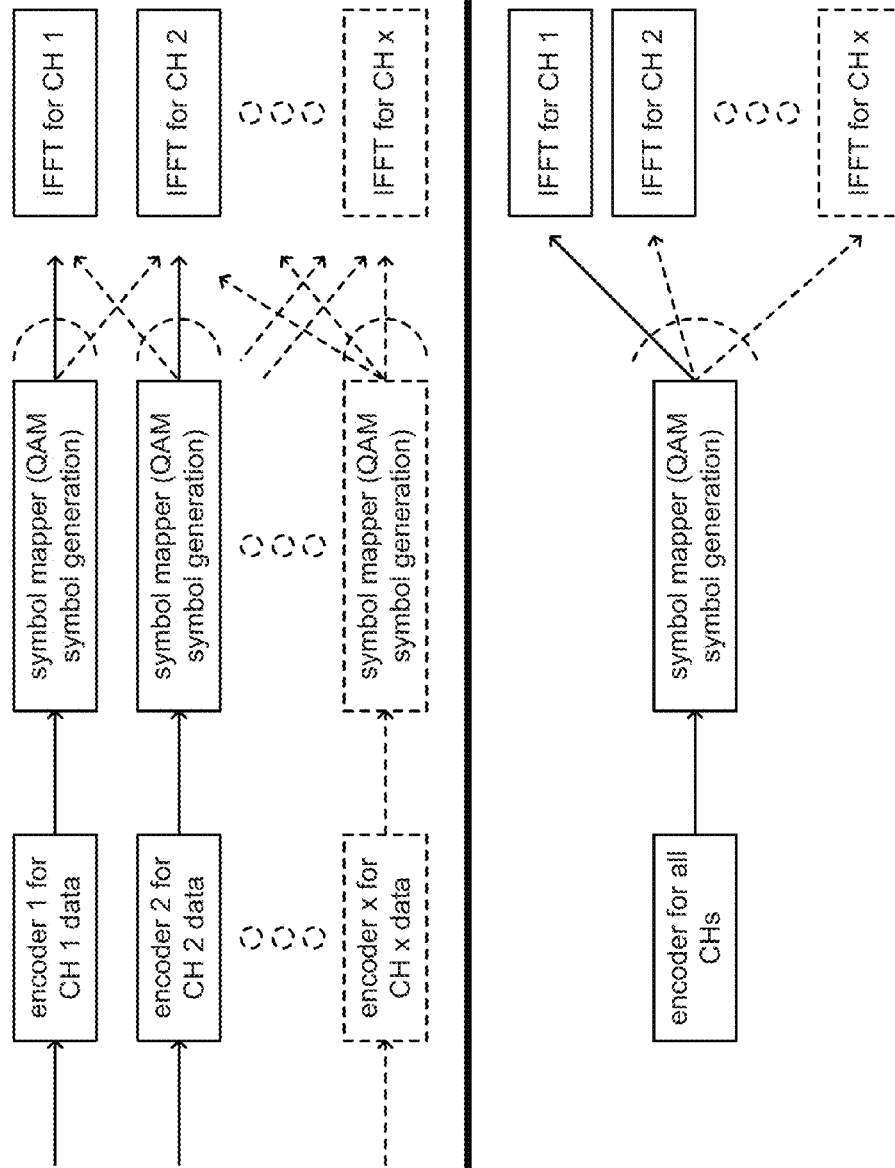 encoder 1 for
CH 1 data
symbol mapper (QAM
symbol generation)
IFFT for CH 1
encoder 2 for
CH 2 data
symbol mapper (QAM
symbol generation)
IFFT for CH 2
encoder x for
CH x data
symbol mapper (QAM
symbol generation)
IFFT for CH x
encoder for all
CHs
symbol mapper (QAM
symbol generation)
IFFT for CH 1
IFFT for CH 2
IFFT for CH x